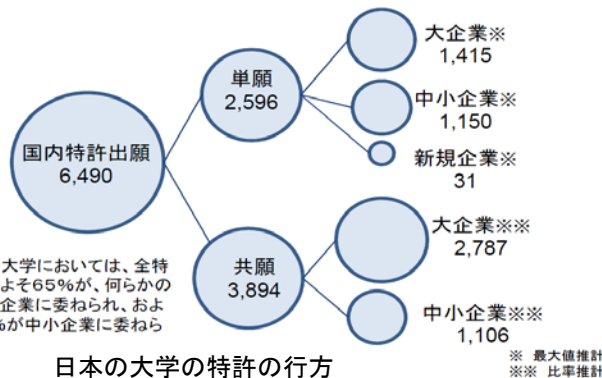 国内特許出願
6,490
単願
2,596
大企業※
1,415
中小企業※
1,150
新規企業※
31
共願
3,894
大企業※※
2,787
中小企業※※
1,106
大学においては、全特
よそ65%が、何らかの
企業に委ねられ、およ
%が中小企業に委ねら
日本の大学の特許の行方
※ 最大値推計
※※ 比率推計